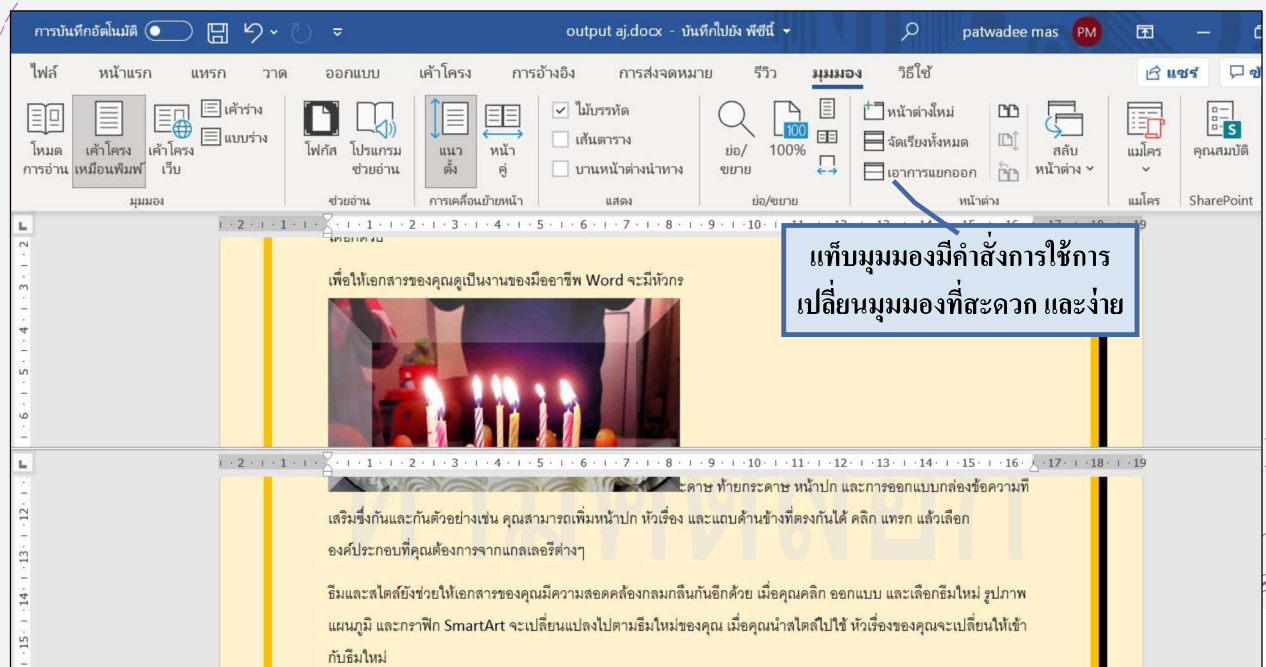 การบันทึกอัตโนมัติ
output aj.docx - บันทึกไปยัง พีซีนี้
patwadee mas PM
ไฟล์ หน้าแรก แทรก วาด ออกแบบ เค้าโครง การอ้างอิง การส่งจดหมาย รีวิว มุมมอง วิธีใช้ แชร์
โหมดการอ่าน
เค้าโครงเหมือนพิมพ์
เค้าโครงเว็บ
เค้าร่าง
แบบร่าง
มุมมอง
โฟกัส
โปรแกรมช่วยอ่าน
ช่วยอ่าน
แนวตั้ง
หน้าคู่
การเคลื่อนย้ายหน้า
ไม้บรรทัด
เส้นตาราง
บานหน้าต่างนำทาง
แสดง
ย่อ/ขยาย
100
100%
ย่อ/ขยาย
หน้าต่างใหม่
จัดเรียงทั้งหมด
เอาการแยกออก
สลับหน้าต่าง
หน้าต่าง
แมโคร
แมโคร
คุณสมบัติ
SharePoint
แท็บมุมมองมีคำสั่งการใช้การ
เปลี่ยนมุมมองที่สะดวก และง่าย
เพื่อให้เอกสารของคุณดูเป็นงานของมืออาชีพ Word จะมีหัวกร
2 1 1 2 3 4 5 6 7 8 9 10 11 12 13 14 15 16 17 18 19
ะดาษ ท้ายกระดาษ หน้าปก และการออกแบบกล่องข้อความที่
เสริมซึ่งกันและกันตัวอย่างเช่น คุณสามารถเพิ่มหน้าปก หัวเรื่อง และแถบด้านข้างที่ตรงกันได้ คลิก แทรก แล้วเลือก
องค์ประกอบที่คุณต้องการจากแกลเลอรีต่างๆ
ธีมและสไตล์ยังช่วยให้เอกสารของคุณมีความสอดคล้องกลมกลืนกันอีกด้วย เมื่อคุณคลิก ออกแบบ และเลือกธีมใหม่ รูปภาพ
แผนภูมิ และกราฟิก SmartArt จะเปลี่ยนแปลงไปตามธีมใหม่ของคุณ เมื่อคุณนำสไตล์ไปใช้ หัวเรื่องของคุณจะเปลี่ยนให้เข้า
กับธีมใหม่